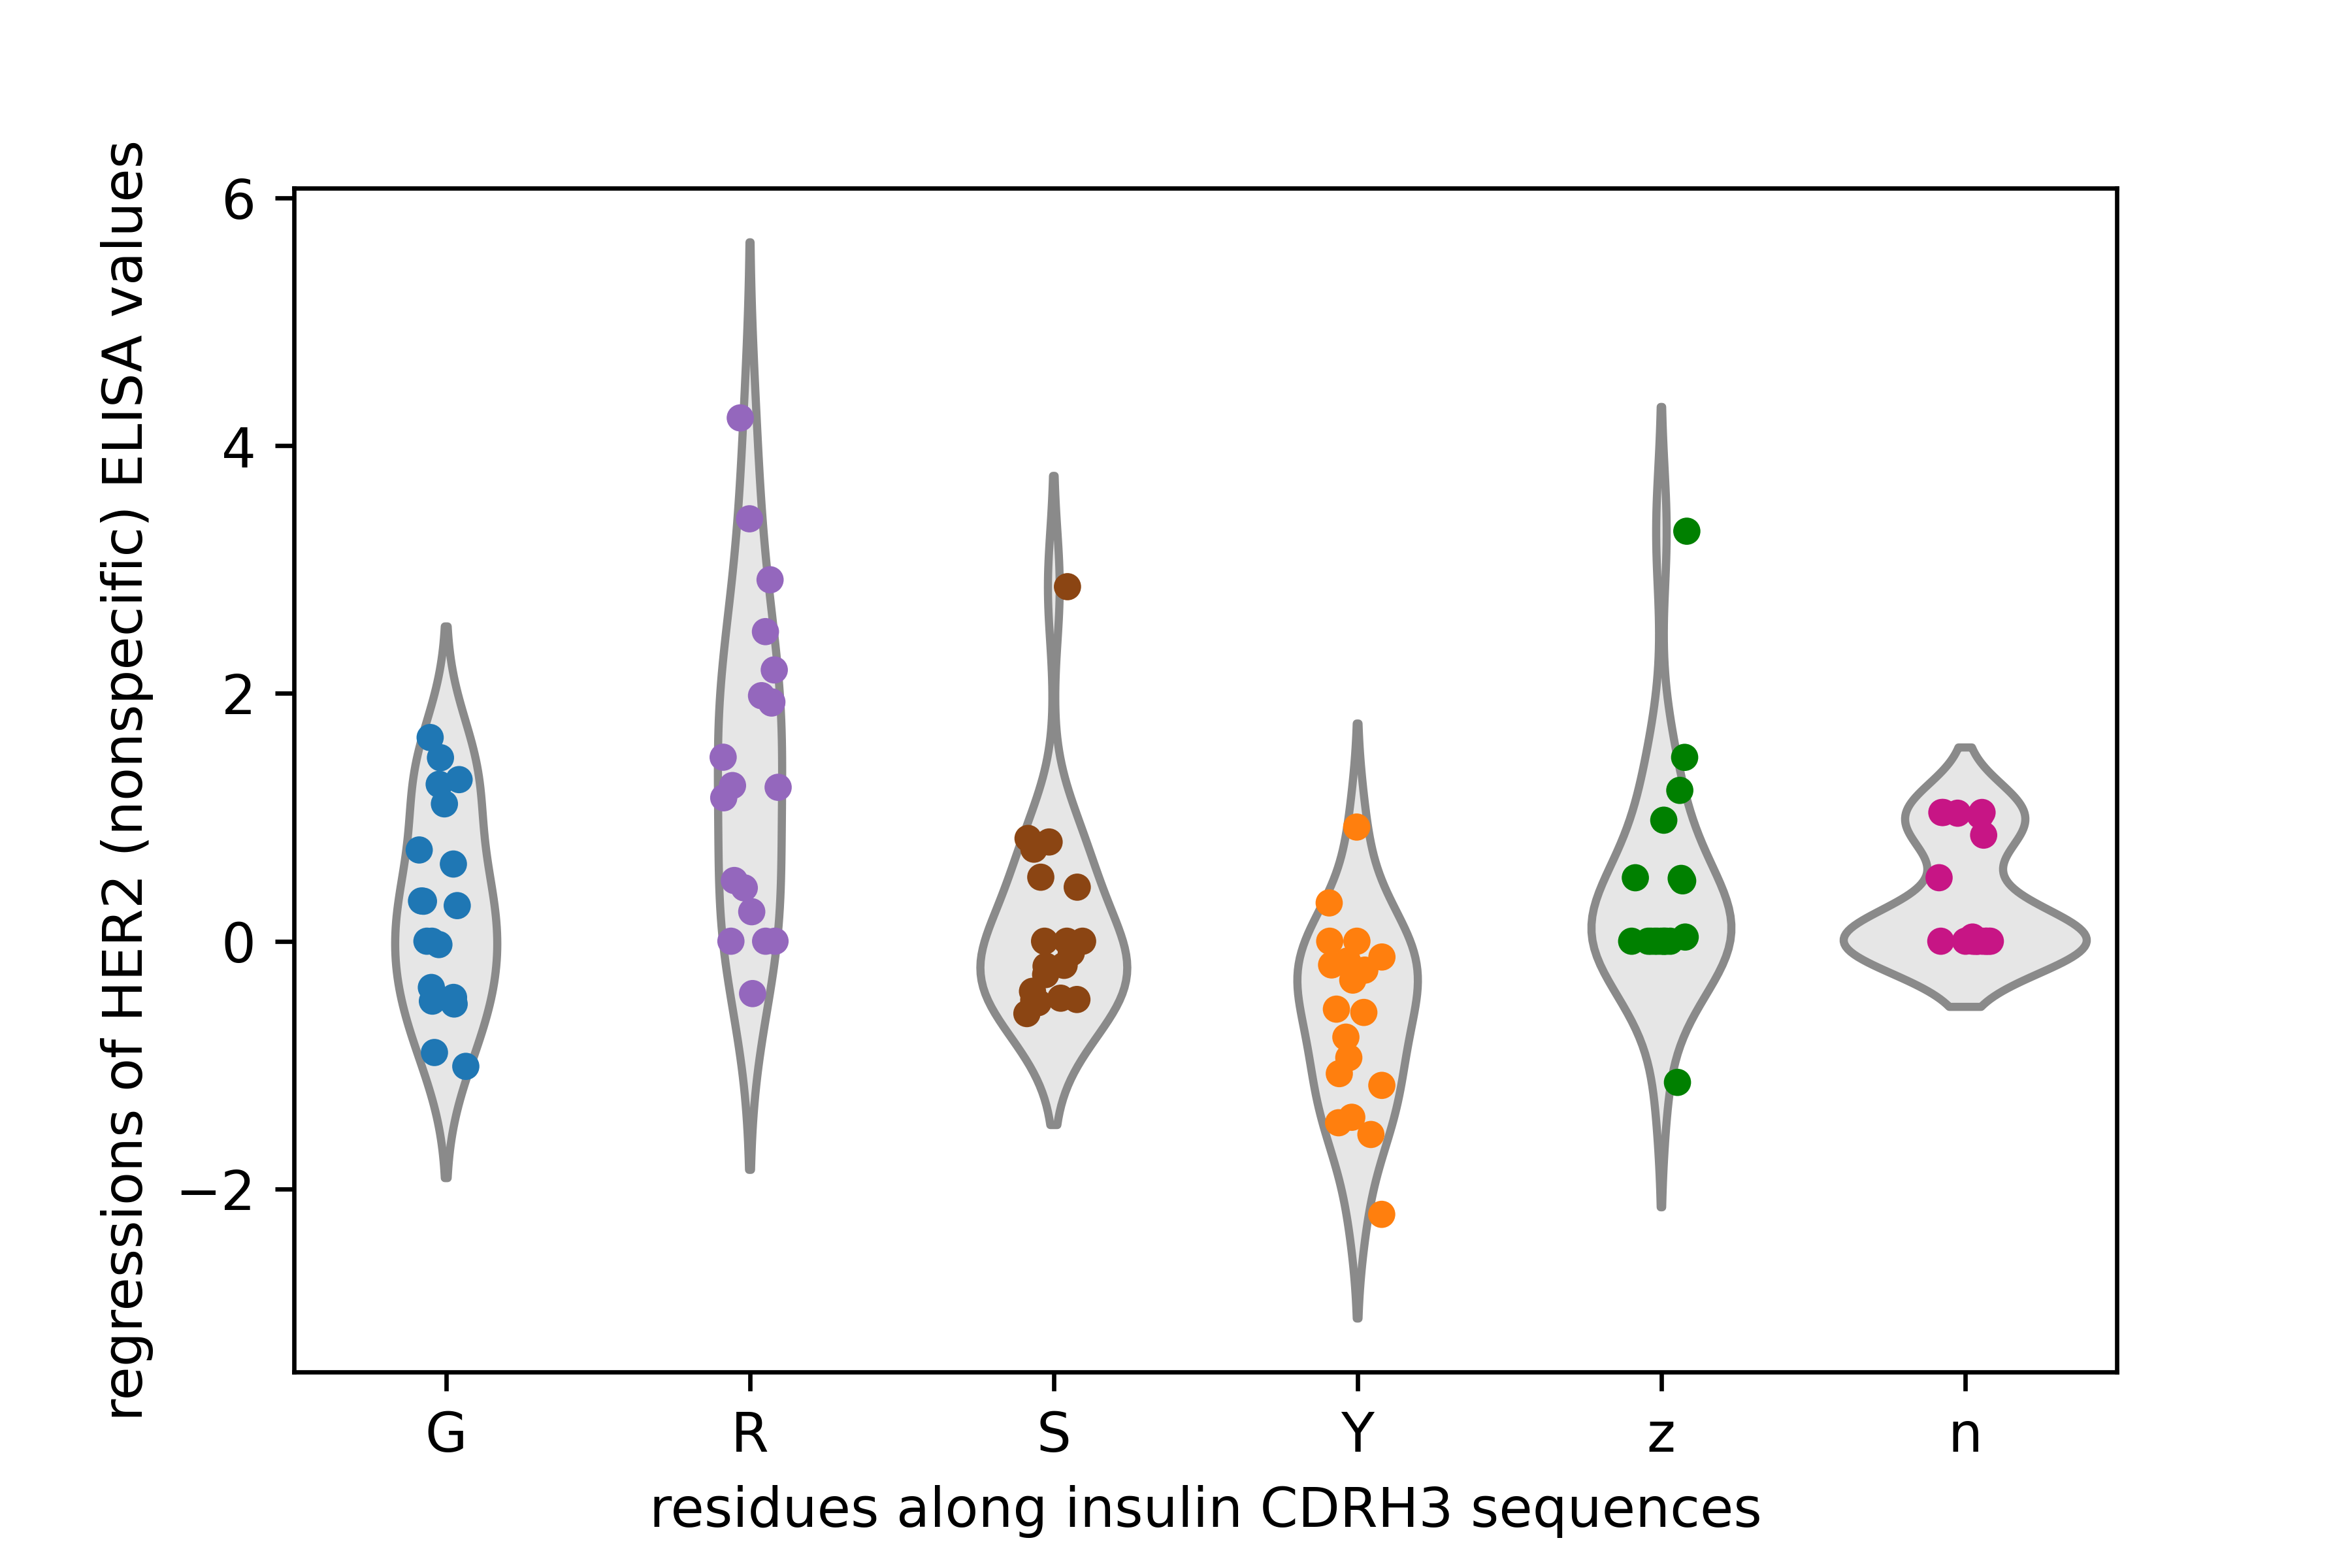 regressions of HER2 (nonspecific) ELISA values
6
4
2
0
−2
G R S Y z n
residues along insulin CDRH3 sequences